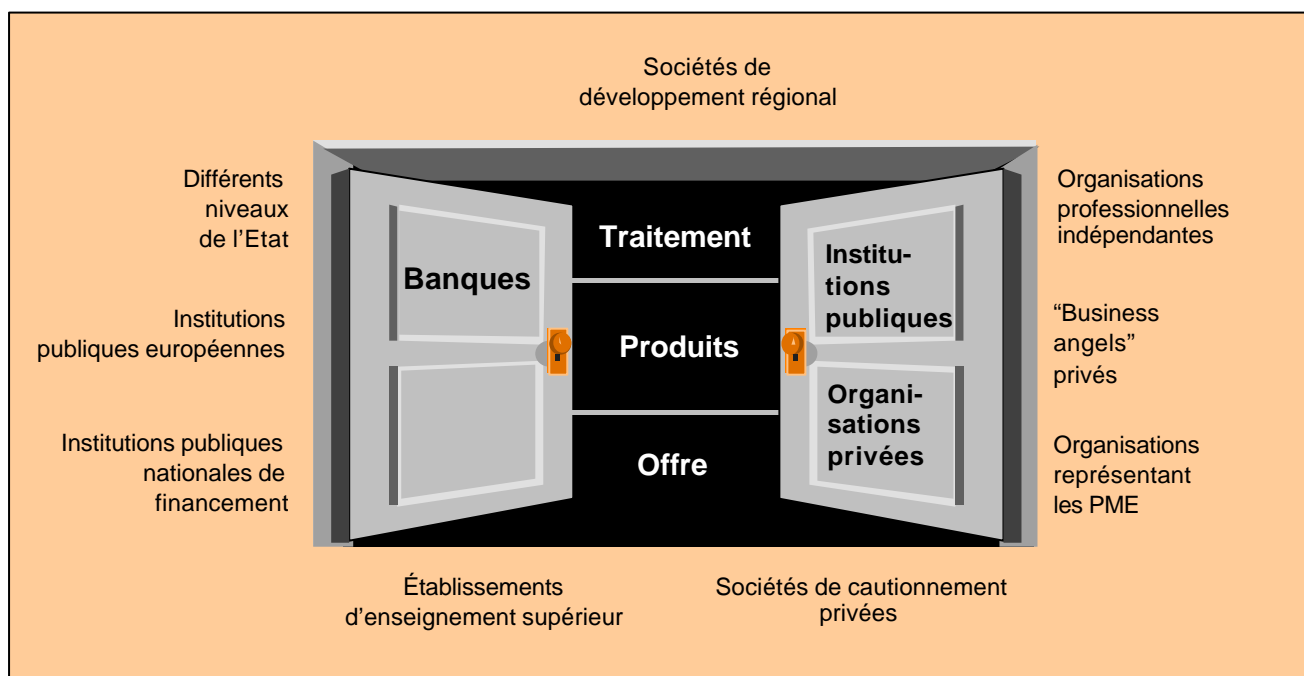 Sociétés de
développement régional
Différents
niveaux
de l’Etat
Institutions
publiques européennes
Institutions publiques
nationales de
financement
Banques
Traitement
Produits
Offre
Institu-
tions
publiques
Organi-
sations
privées
Organisations
professionnelles
indépendantes
“Business
angels”
privés
Organisations
représentant
les PME
Établissements
d’enseignement supérieur
Sociétés de cautionnement
privées